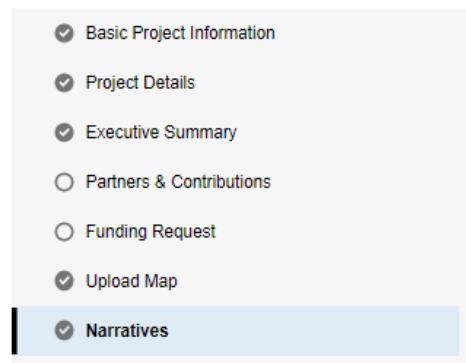 Basic Project Information
Project Details
Executive Summary
Partners & Contributions
Funding Request
Upload Map
Narratives